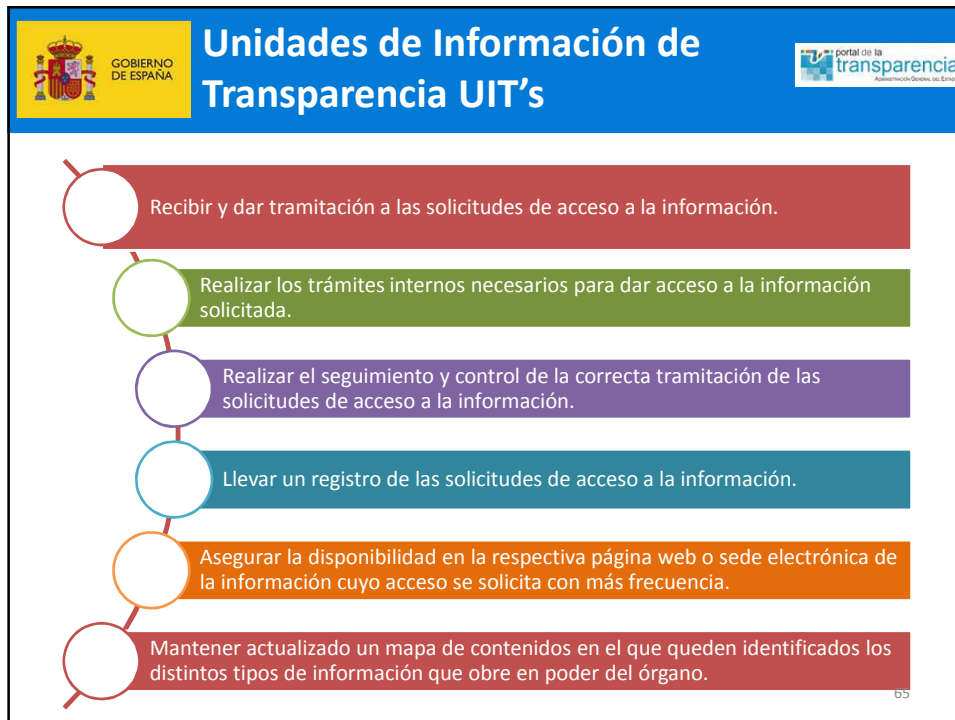 GOBIERNO
DE ESPAÑA
Unidades de Información de
Transparencia UIT’s
portal de la
transparencia
Administración General del Estado
Recibir y dar tramitación a las solicitudes de acceso a la información.
Realizar los trámites internos necesarios para dar acceso a la información
solicitada.
Realizar el seguimiento y control de la correcta tramitación de las
solicitudes de acceso a la información.
Llevar un registro de las solicitudes de acceso a la información.
Asegurar la disponibilidad en la respectiva página web o sede electrónica de
la información cuyo acceso se solicita con más frecuencia.
Mantener actualizado un mapa de contenidos en el que queden identificados los
distintos tipos de información que obre en poder del órgano.
65